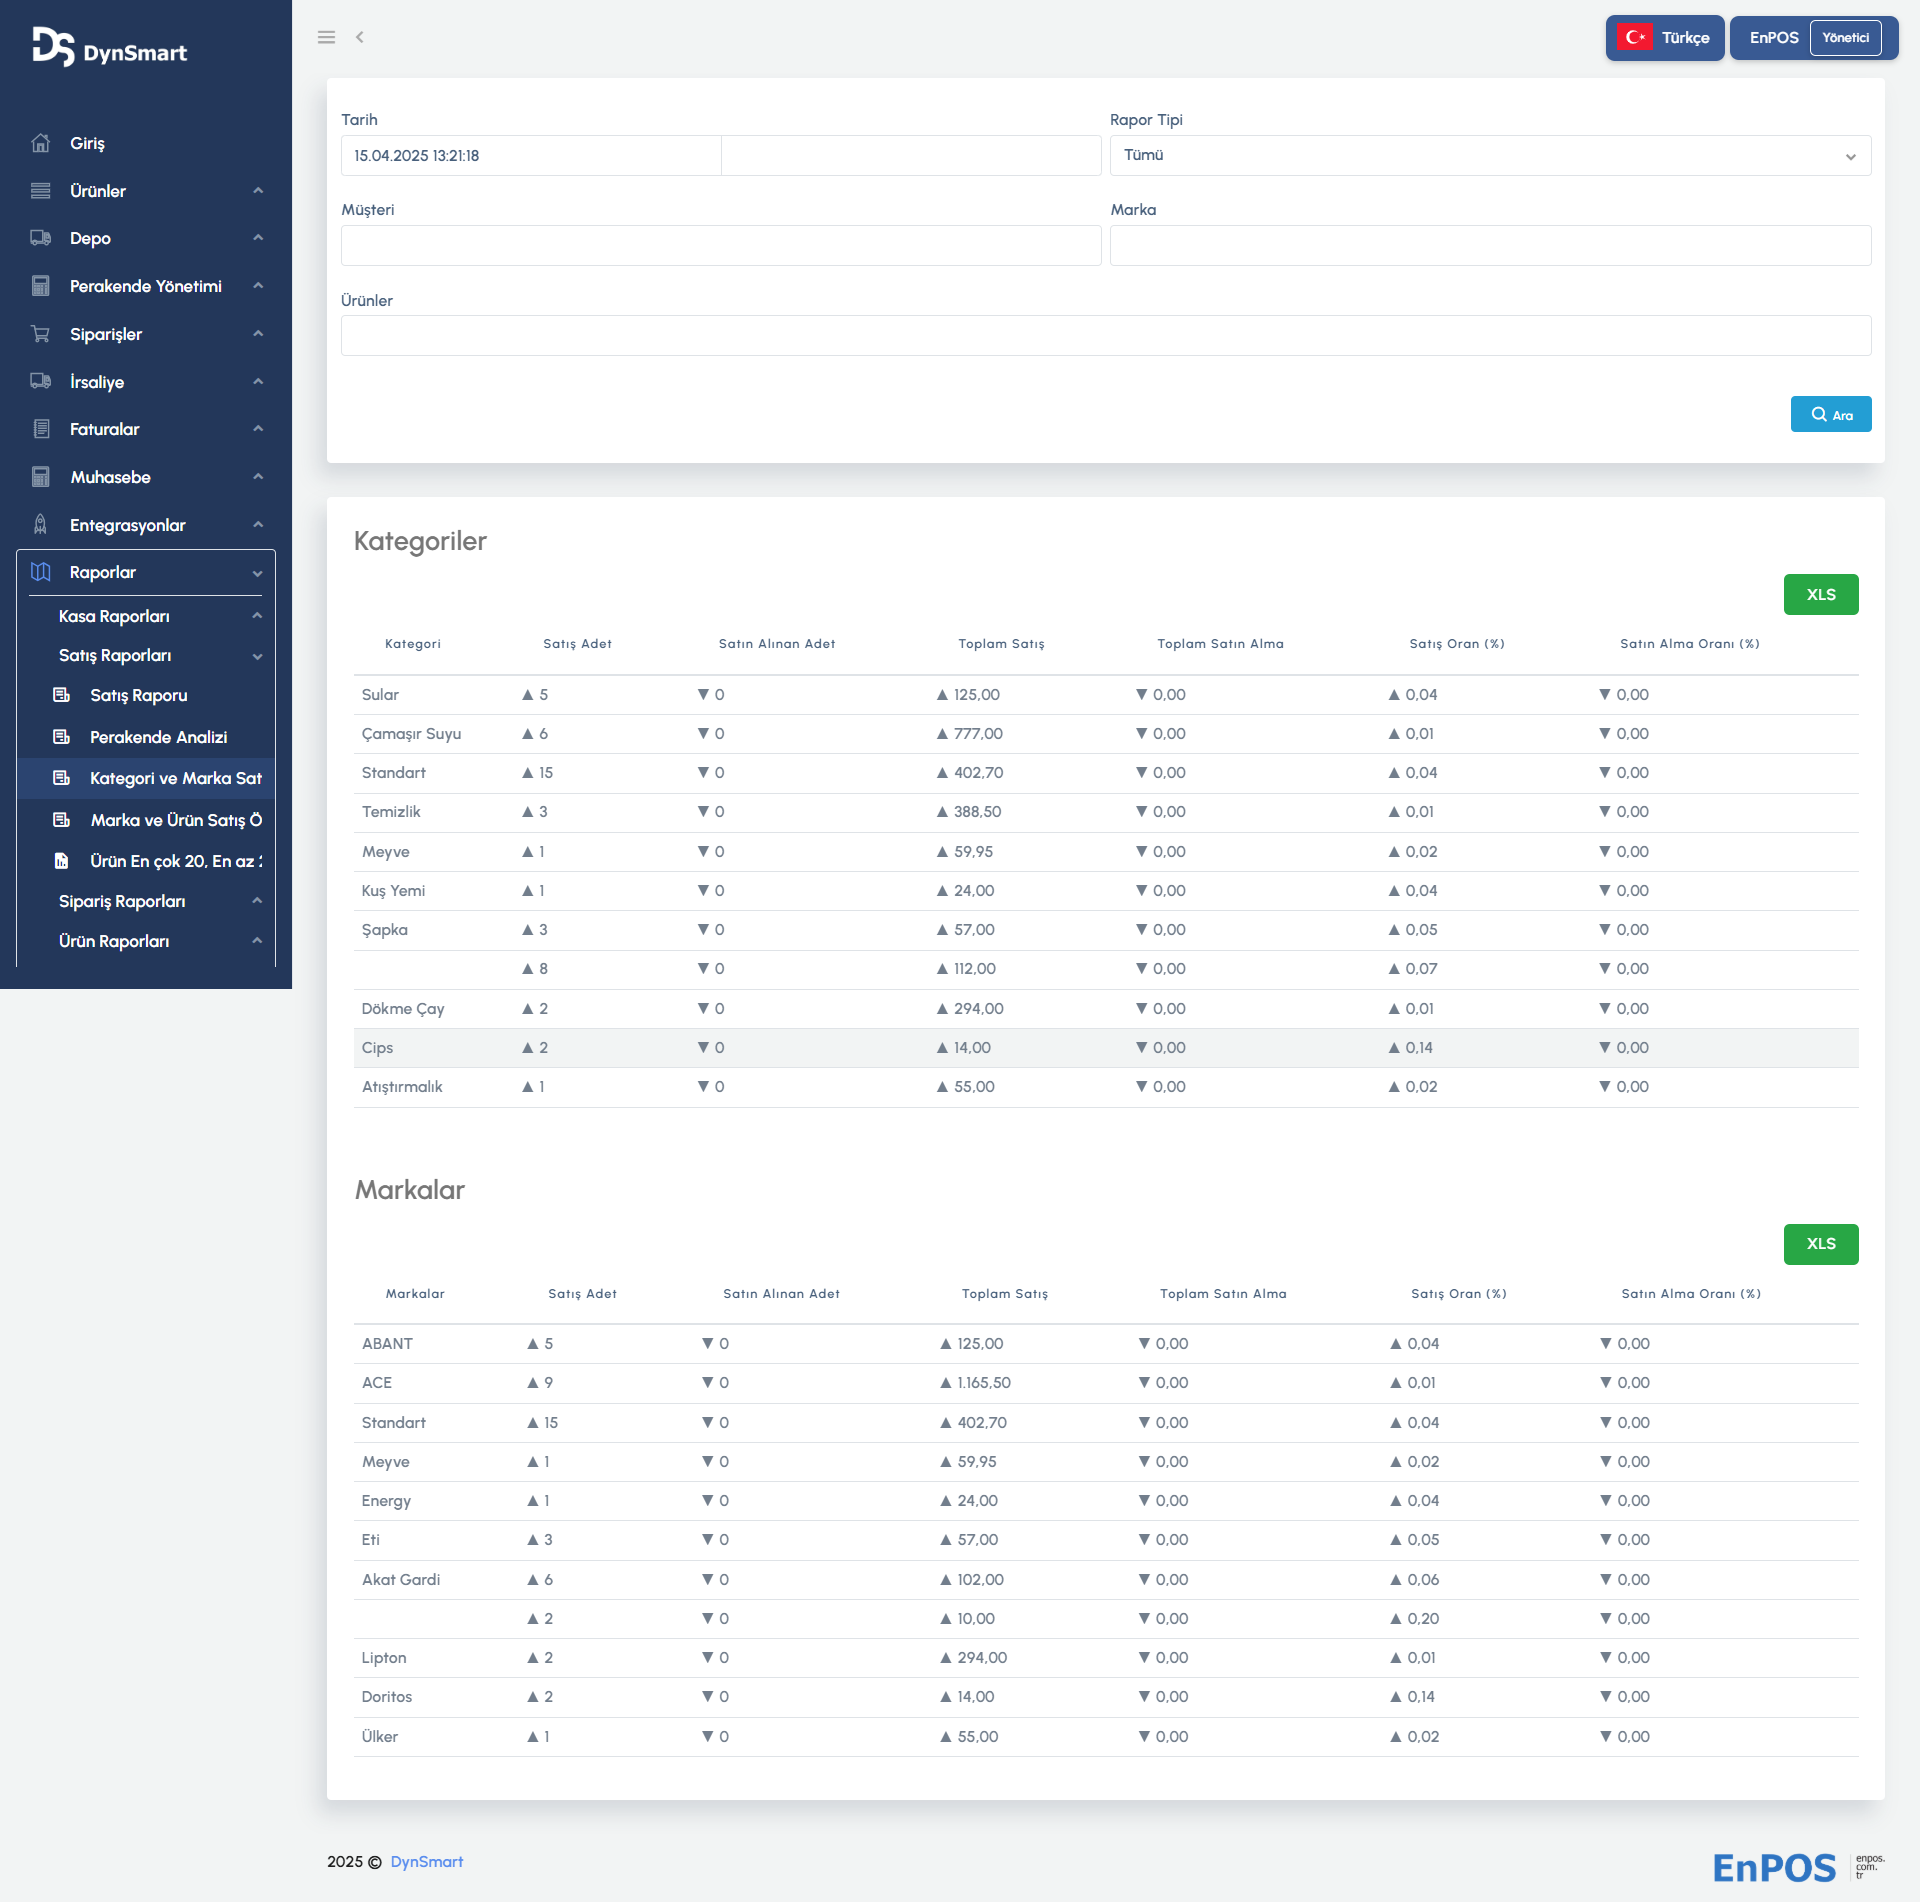 DS DynSmart
Türkçe
EnPOS Yönetici
Giriş
Ürünler
Depo
Perakende Yönetimi
Siparişler
İrsaliye
Faturalar
Muhasebe
Entegrasyonlar
Raporlar
Kasa Raporları
Satış Raporları
Satış Raporu
Perakende Analizi
Kategori ve Marka Sat
Marka ve Ürün Satış Ö
Ürün En çok 20, En az
Sipariş Raporları
Ürün Raporları
Tarih Rapor Tipi
15.04.2025 13:21:18 Tümü
Müşteri Marka
Ürünler
Ara
Kategoriler
XLS
Kategori Satış Adet Satın Alınan Adet Toplam Satış Toplam Satın Alma Satış Oran (%) Satın Alma Oranı (%)
Sular ▲ 5 ▼ 0 ▲ 125,00 ▼ 0,00 ▲ 0,04 ▼ 0,00
Çamaşır Suyu ▲ 6 ▼ 0 ▲ 777,00 ▼ 0,00 ▲ 0,01 ▼ 0,00
Standart ▲ 15 ▼ 0 ▲ 402,70 ▼ 0,00 ▲ 0,04 ▼ 0,00
Temizlik ▲ 3 ▼ 0 ▲ 388,50 ▼ 0,00 ▲ 0,01 ▼ 0,00
Meyve ▲ 1 ▼ 0 ▲ 59,95 ▼ 0,00 ▲ 0,02 ▼ 0,00
Kuş Yemi ▲ 1 ▼ 0 ▲ 24,00 ▼ 0,00 ▲ 0,04 ▼ 0,00
Şapka ▲ 3 ▼ 0 ▲ 57,00 ▼ 0,00 ▲ 0,05 ▼ 0,00
▲ 8 ▼ 0 ▲ 112,00 ▼ 0,00 ▲ 0,07 ▼ 0,00
Dökme Çay ▲ 2 ▼ 0 ▲ 294,00 ▼ 0,00 ▲ 0,01 ▼ 0,00
Cips ▲ 2 ▼ 0 ▲ 14,00 ▼ 0,00 ▲ 0,14 ▼ 0,00
Atıştırmalık ▲ 1 ▼ 0 ▲ 55,00 ▼ 0,00 ▲ 0,02 ▼ 0,00
Markalar
XLS
Markalar Satış Adet Satın Alınan Adet Toplam Satış Toplam Satın Alma Satış Oran (%) Satın Alma Oranı (%)
ABANT ▲ 5 ▼ 0 ▲ 125,00 ▼ 0,00 ▲ 0,04 ▼ 0,00
ACE ▲ 9 ▼ 0 ▲ 1.165,50 ▼ 0,00 ▲ 0,01 ▼ 0,00
Standart ▲ 15 ▼ 0 ▲ 402,70 ▼ 0,00 ▲ 0,04 ▼ 0,00
Meyve ▲ 1 ▼ 0 ▲ 59,95 ▼ 0,00 ▲ 0,02 ▼ 0,00
Energy ▲ 1 ▼ 0 ▲ 24,00 ▼ 0,00 ▲ 0,04 ▼ 0,00
Eti ▲ 3 ▼ 0 ▲ 57,00 ▼ 0,00 ▲ 0,05 ▼ 0,00
Akat Gardi ▲ 6 ▼ 0 ▲ 102,00 ▼ 0,00 ▲ 0,06 ▼ 0,00
▲ 2 ▼ 0 ▲ 10,00 ▼ 0,00 ▲ 0,20 ▼ 0,00
Lipton ▲ 2 ▼ 0 ▲ 294,00 ▼ 0,00 ▲ 0,01 ▼ 0,00
Doritos ▲ 2 ▼ 0 ▲ 14,00 ▼ 0,00 ▲ 0,14 ▼ 0,00
Ülker ▲ 1 ▼ 0 ▲ 55,00 ▼ 0,00 ▲ 0,02 ▼ 0,00
2025 © DynSmart
EnPOS
enpos.
com.
tr